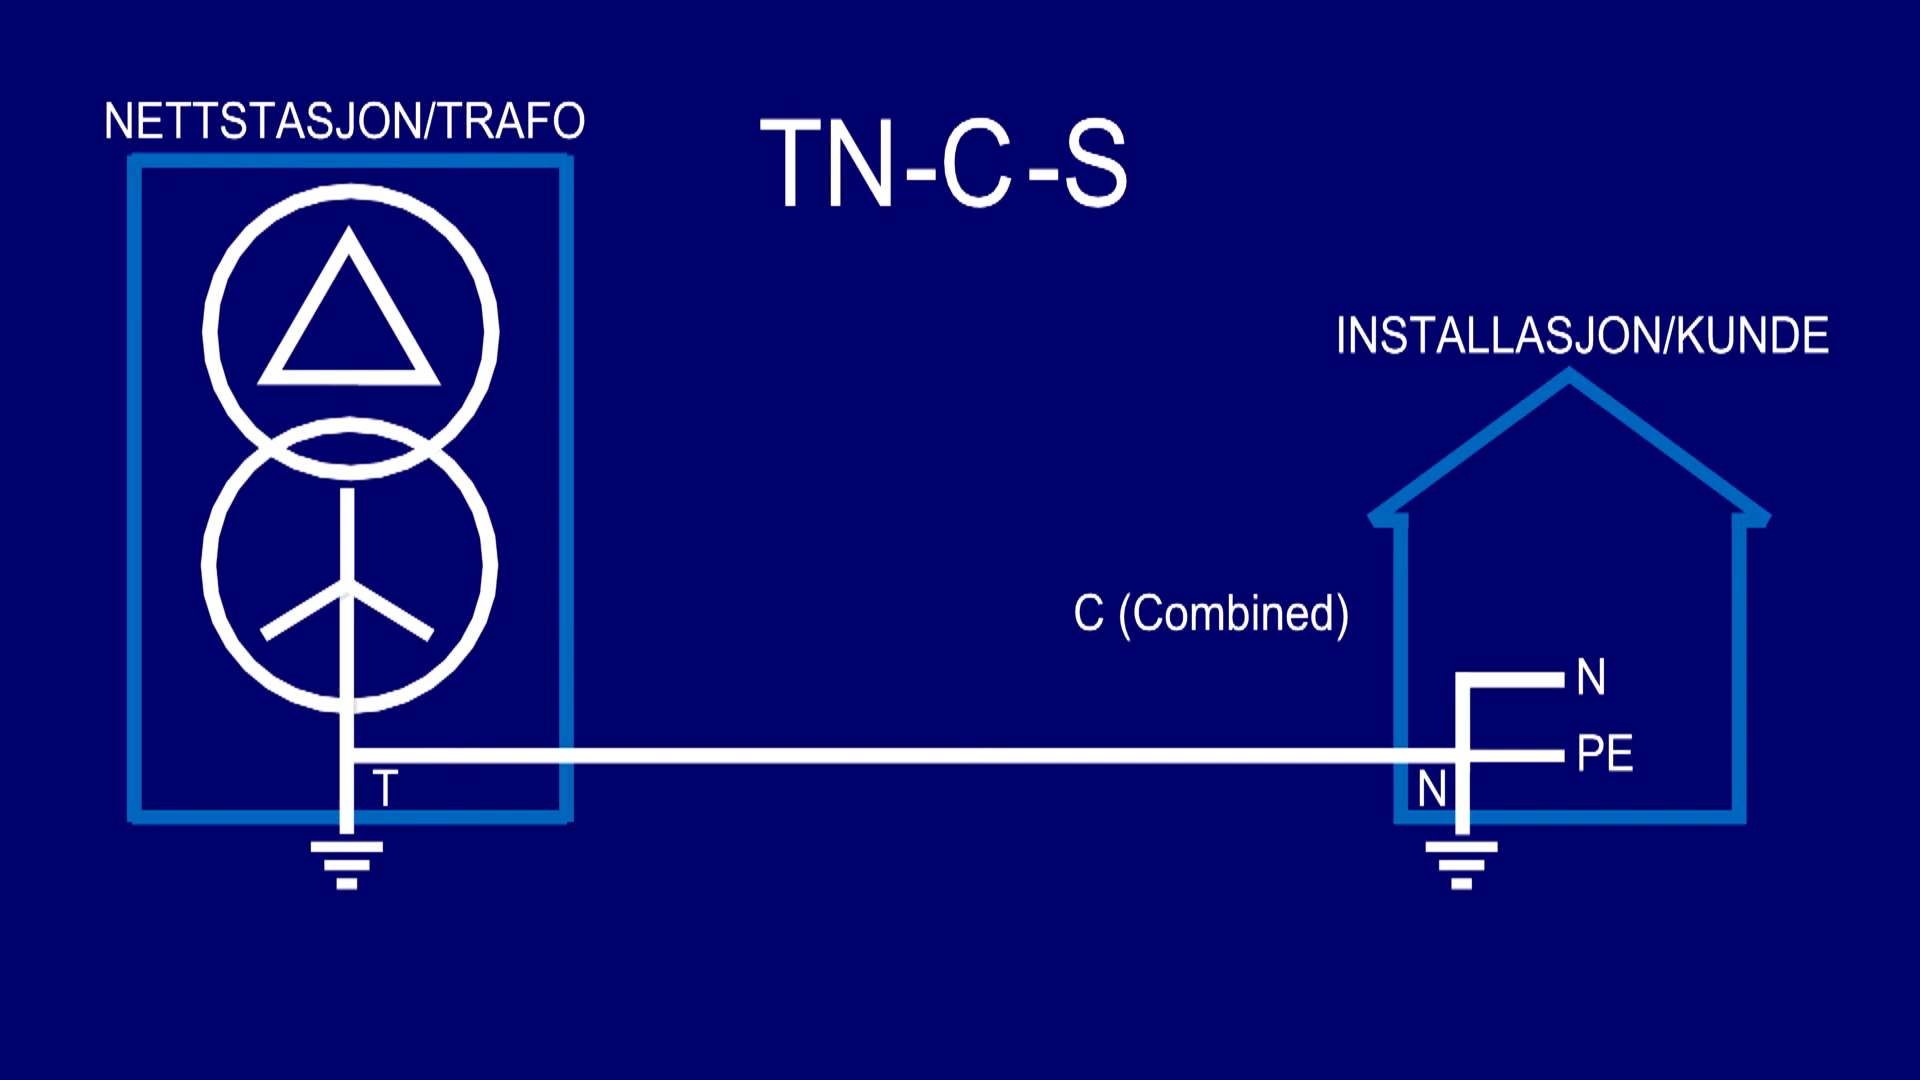 NETTSTASJON/TRAFO
TN-C-S
INSTALLASJON/KUNDE
C (Combined)
N
PE
T
N